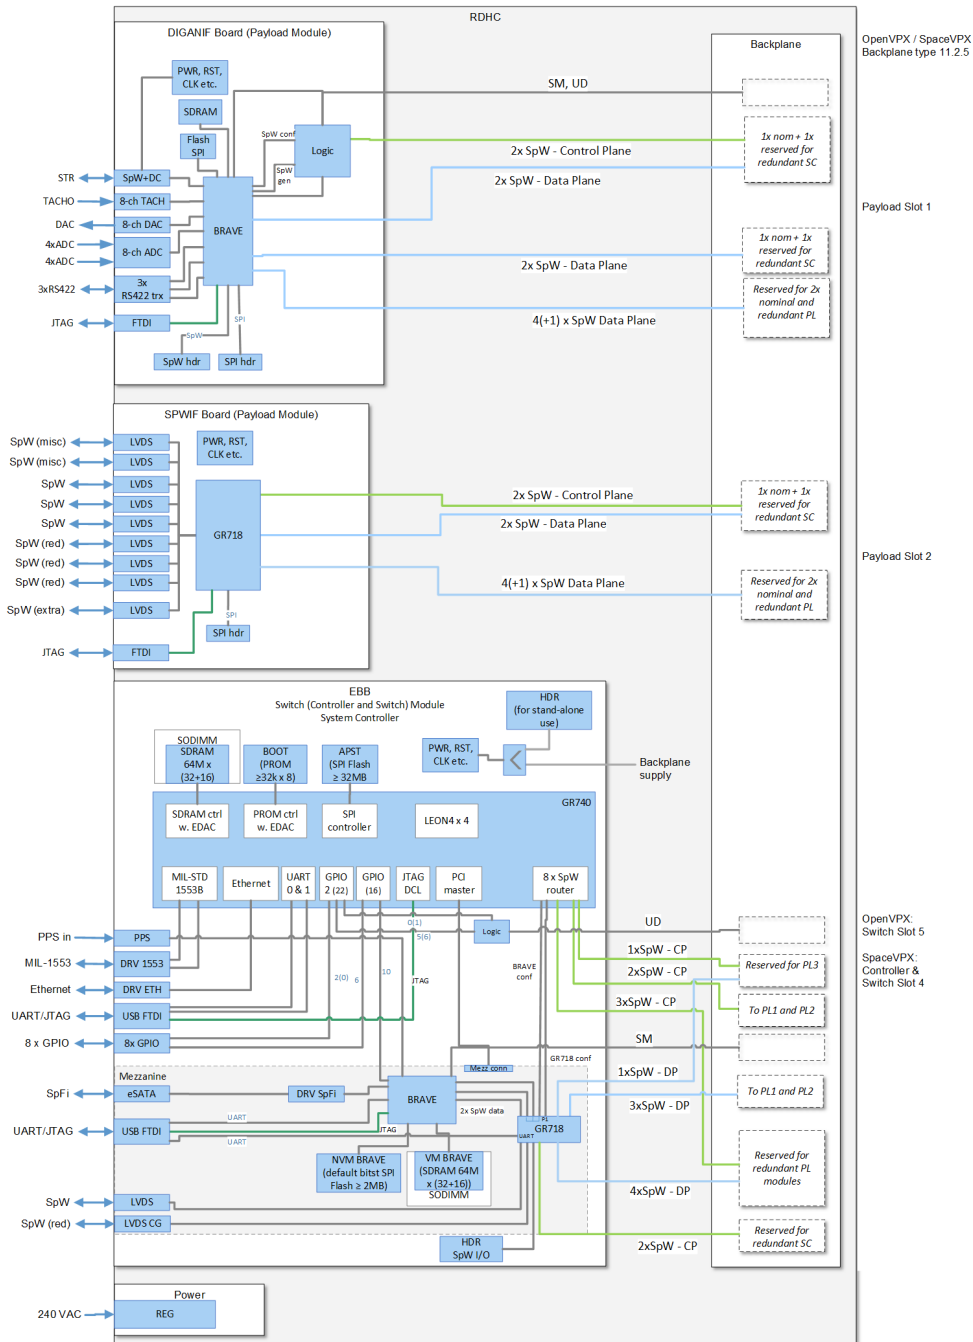 RDHC
OpenVPX / SpaceVPX
Backplane type 11.2.5
DIGANIF Board (Payload Module)
Backplane
PWR, RST,
CLK etc.
SDRAM
Flash
SPI
SpW conf
SpW
gen
Logic
SM, UD
2x SpW - Control Plane
1x nom + 1x
reserved for
redundant SC
2x SpW - Data Plane
STR
SpW+DC
TACHO
8-ch TACH
DAC
8-ch DAC
4xADC
4xADC
8-ch ADC
3xRS422
3x
RS422 trx
JTAG
FTDI
BRAVE
SpW
SPI
SpW hdr
SPI hdr
Payload Slot 1
2x SpW - Data Plane
1x nom + 1x
reserved for
redundant SC
4(+1) x SpW Data Plane
Reserved for 2x
nominal and
redundant PL
SPWIF Board (Payload Module)
SpW (misc)
LVDS
SpW (misc)
LVDS
SpW
LVDS
SpW
LVDS
SpW
LVDS
SpW (red)
LVDS
SpW (red)
LVDS
SpW (red)
LVDS
SpW (extra)
LVDS
JTAG
FTDI
PWR, RST,
CLK etc.
GR718
SPI
SPI hdr
2x SpW - Control Plane
2x SpW - Data Plane
1x nom + 1x
reserved for
redundant SC
Payload Slot 2
4(+1) x SpW Data Plane
Reserved for 2x
nominal and
redundant PL
EBB
Switch (Controller and Switch) Module
System Controller
HDR
(for stand-alone
use)
PWR, RST,
CLK etc.
Backplane
supply
SODIMM
SDRAM
64M x
(32+16)
BOOT
(PROM
≥32k x 8)
APST
(SPI Flash
≥ 32MB)
GR740
SDRAM ctrl
w. EDAC
PROM ctrl
w. EDAC
SPI
controller
LEON4 x 4
MIL-STD
1553B
Ethernet
UART
0 & 1
GPIO
2 (22)
GPIO
(16)
JTAG
DCL
PCI
master
8 x SpW
router
0(1)
5(6)
Logic
UD
OpenVPX:
Switch Slot 5
SpaceVPX:
Controller &
Switch Slot 4
PPS in
PPS
MIL-1553
DRV 1553
Ethernet
DRV ETH
UART/JTAG
USB FTDI
8 x GPIO
8x GPIO
2(0)
6
10
JTAG
BRAVE
conf
1xSpW - CP
Reserved for PL3
2xSpW - CP
3xSpW - CP
To PL1 and PL2
SM
GR718 conf
Mezz conn
1xSpW - DP
3xSpW - DP
To PL1 and PL2
Mezzanine
SpFi
eSATA
DRV SpFi
BRAVE
2x SpW data
UART
JTAG
UART
UART/JTAG
USB FTDI
P1
GR718
UART
NVM BRAVE
(default bitst SPI
Flash ≥ 2MB)
VM BRAVE
(SDRAM 64M
x (32+16))
SODIMM
Reserved for
redundant PL
modules
4xSpW - DP
SpW
LVDS
SpW (red)
LVDS CG
HDR
SpW I/O
2xSpW - CP
Reserved for
redundant SC
Power
240 VAC
REG